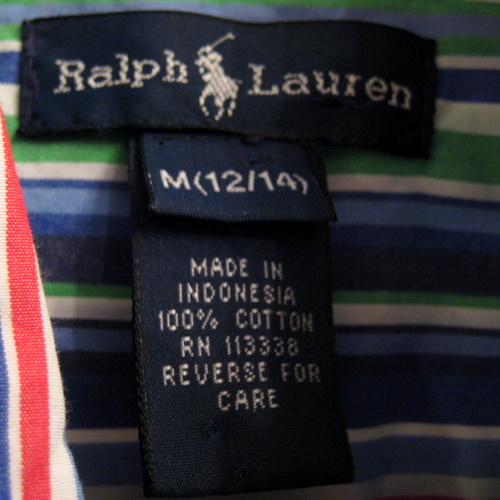 Ralph Lauren
M(12/14)
MADE IN
INDONESIA
100% COTTON
RN 113338
REVERSE FOR
CARE